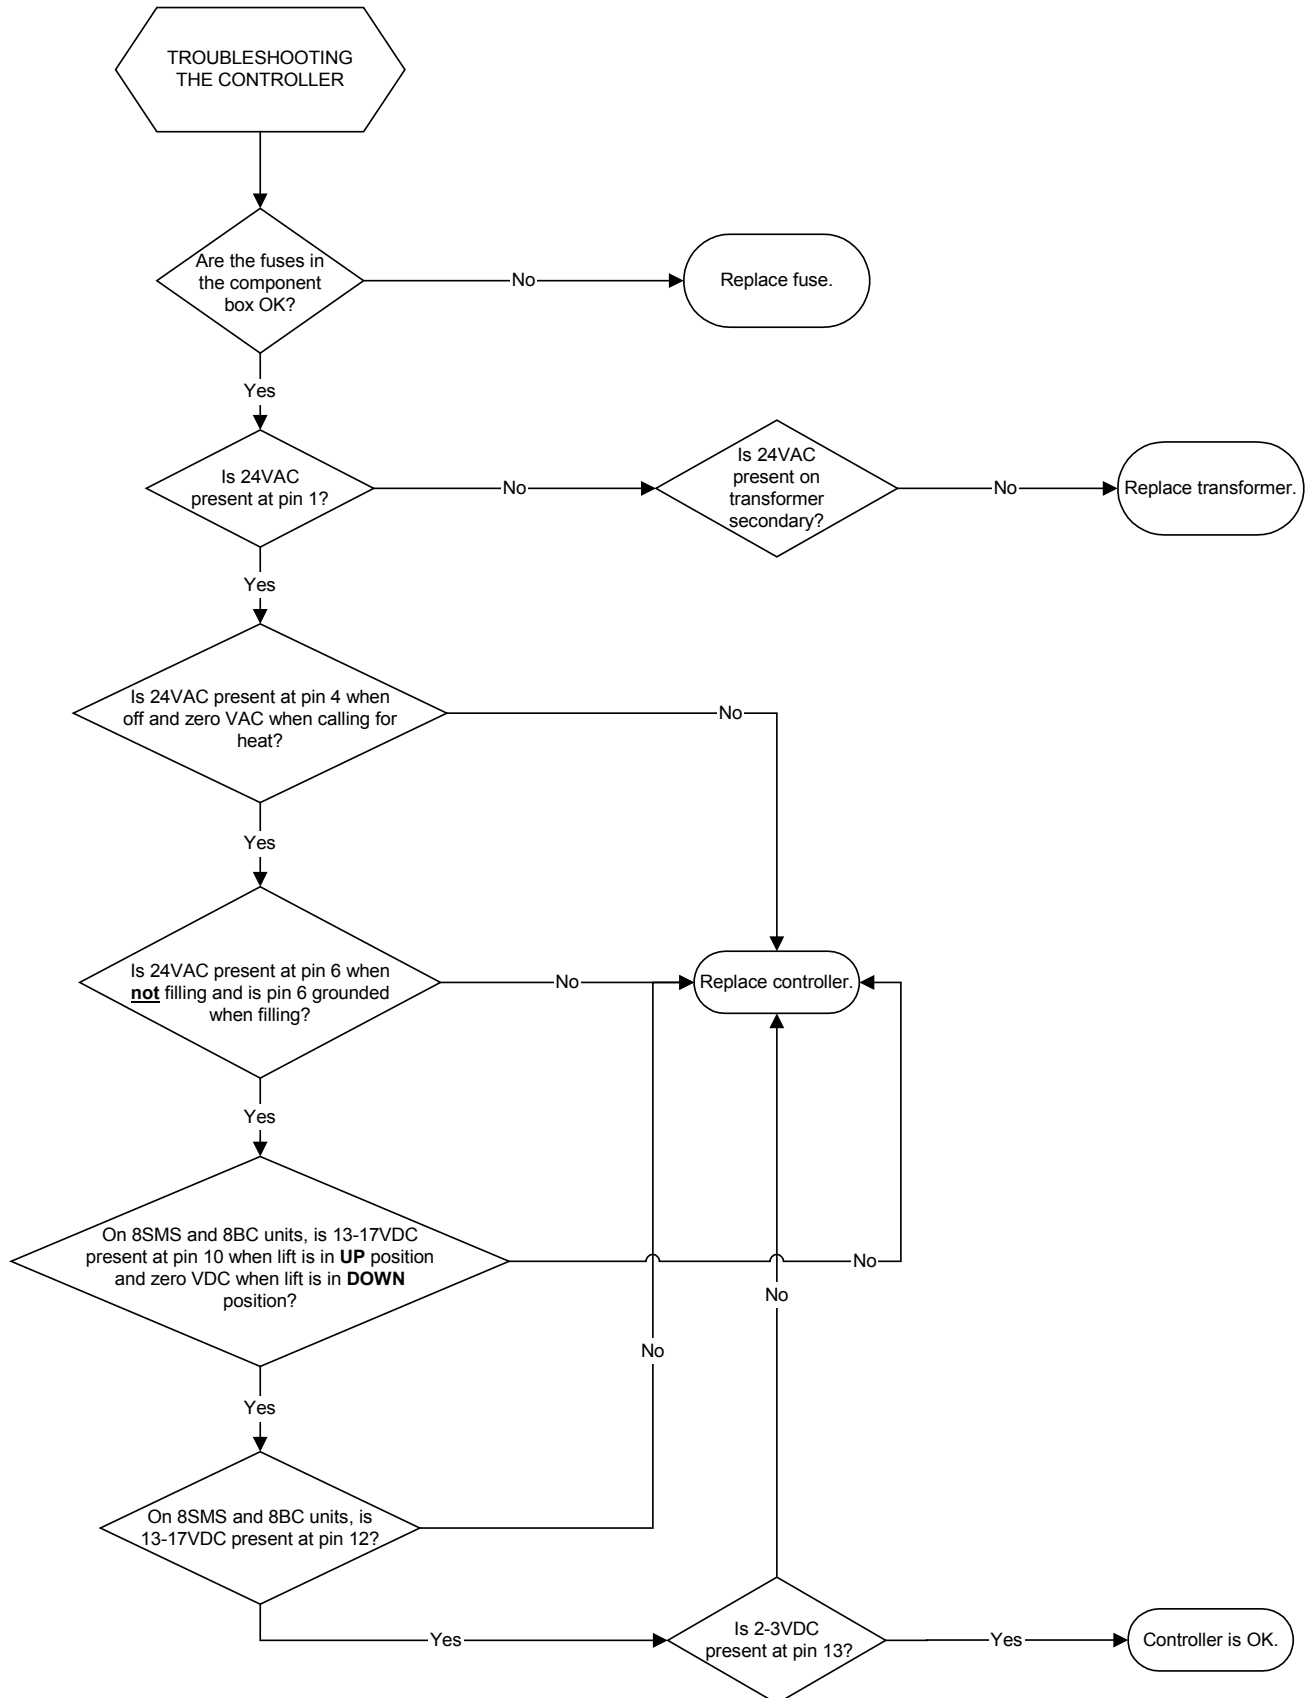 TROUBLESHOOTING
THE CONTROLLER
Are the fuses in
the component
box OK?
No
Replace fuse.
Yes
Is 24VAC
present at pin 1?
No
Is 24VAC
present on
transformer
secondary?
No
Replace transformer.
Yes
Is 24VAC present at pin 4 when
off and zero VAC when calling for
heat?
No
Yes
Is 24VAC present at pin 6 when
not filling and is pin 6 grounded
when filling?
No
Replace controller.
Yes
On 8SMS and 8BC units, is 13-17VDC
present at pin 10 when lift is in UP position
and zero VDC when lift is in DOWN
position?
No
No
No
Yes
On 8SMS and 8BC units, is
13-17VDC present at pin 12?
Yes
Is 2-3VDC
present at pin 13?
Yes
Controller is OK.